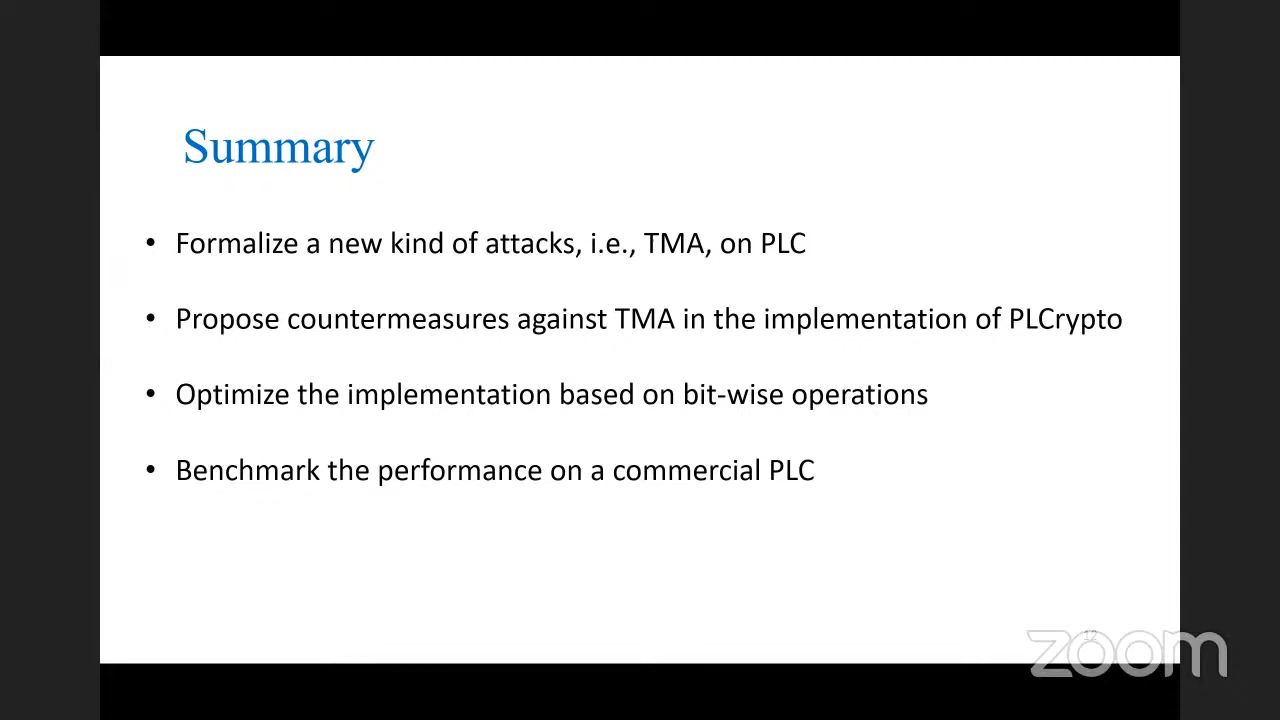 Summary
• Formalize a new kind of attacks, i.e., TMA, on PLC
• Propose countermeasures against TMA in the implementation of PLCrypto
• Optimize the implementation based on bit-wise operations
• Benchmark the performance on a commercial PLC
12
zoom